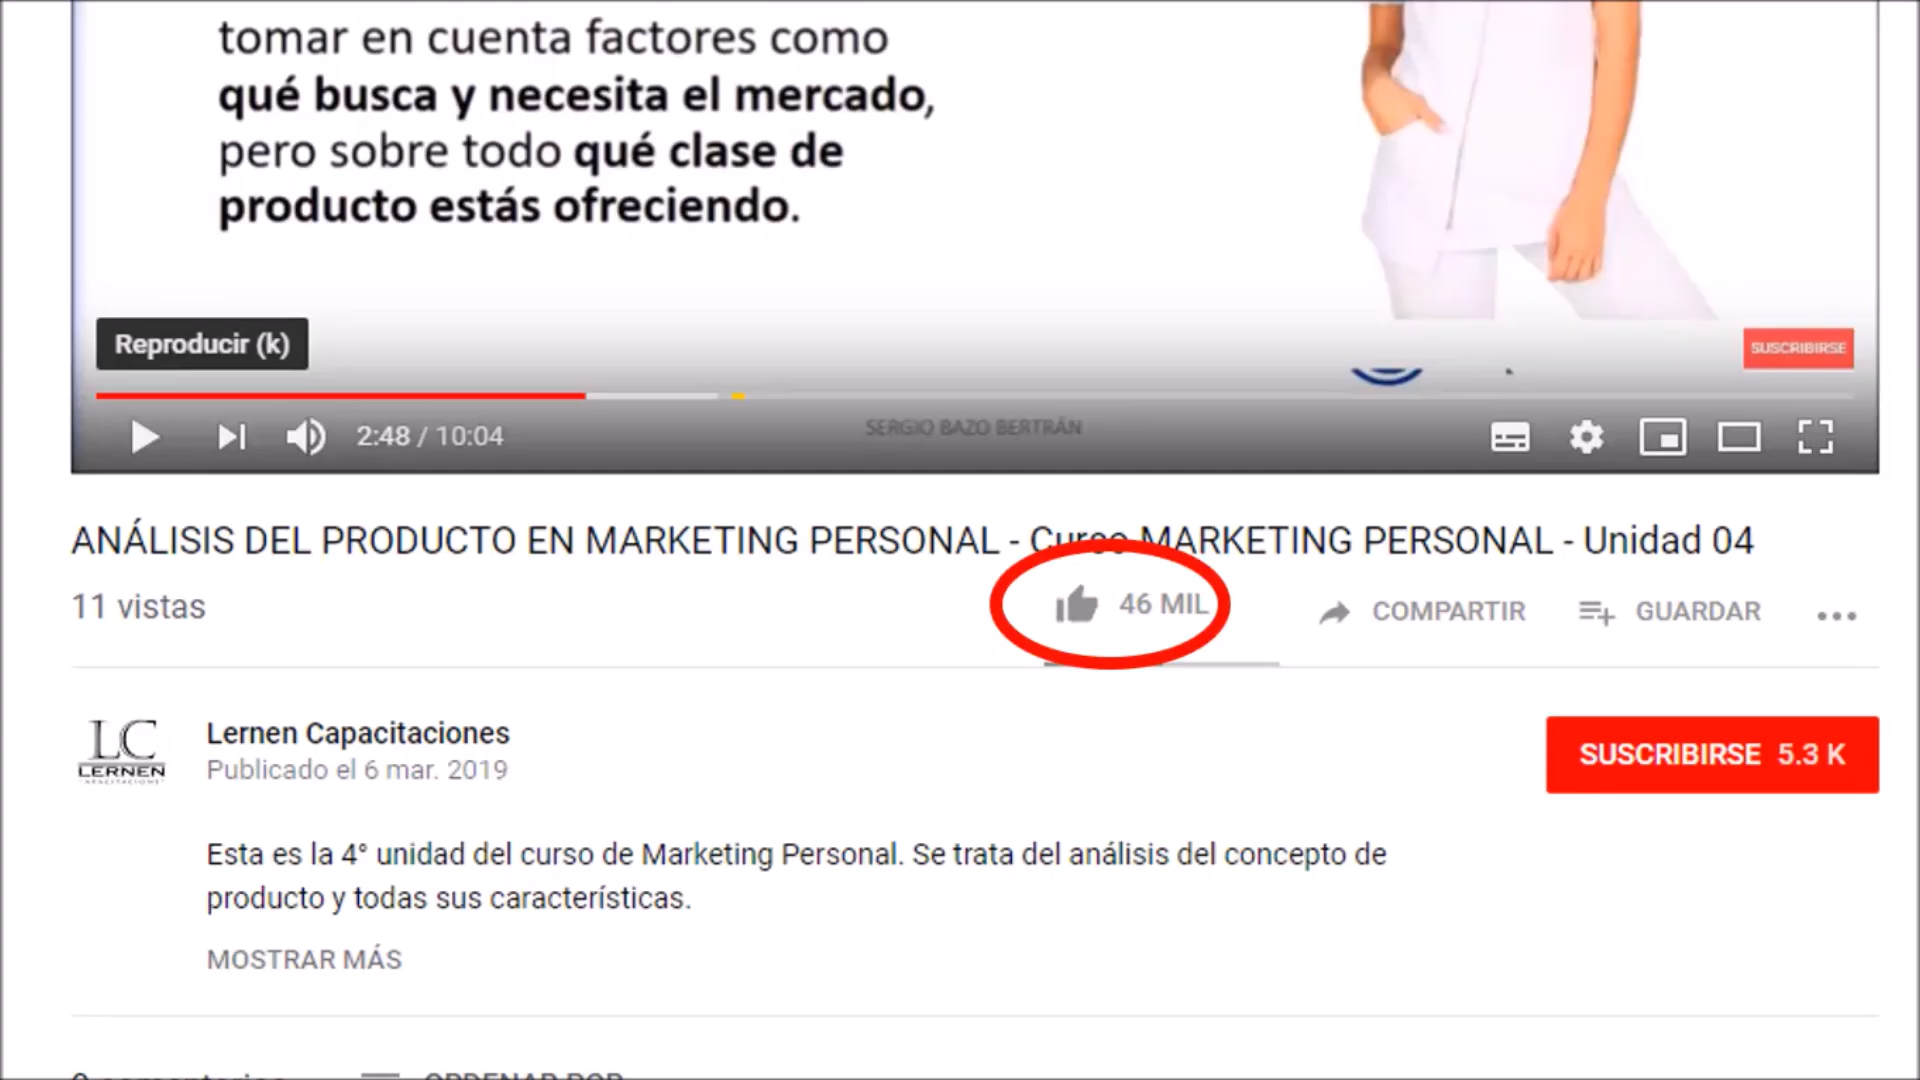 tomar en cuenta factores como
qué busca y necesita el mercado,
pero sobre todo qué clase de
producto estás ofreciendo.
Reproducir (k)
SUSCRIBIRSE
2:48 / 10:04
SERGIO BAZO BERTRÁN
ANÁLISIS DEL PRODUCTO EN MARKETING PERSONAL - Curso MARKETING PERSONAL - Unidad 04
11 vistas
46 MIL
COMPARTIR
GUARDAR
LC
LERNEN
Lernen Capacitaciones
Publicado el 6 mar. 2019
SUSCRIBIRSE 5.3 K
Esta es la 4° unidad del curso de Marketing Personal. Se trata del análisis del concepto de
producto y todas sus características.
MOSTRAR MÁS
ORDENAR POR